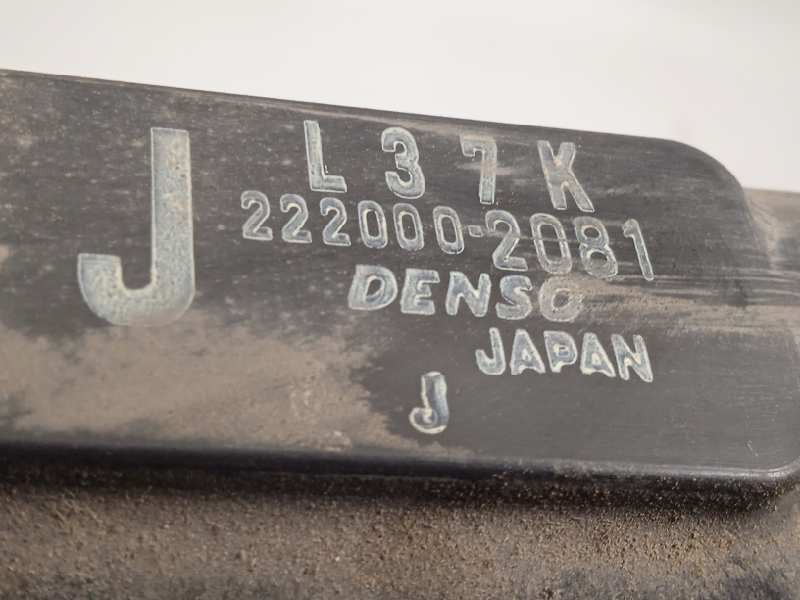 J
L37K
222000-2081
DENSO
JAPAN
J